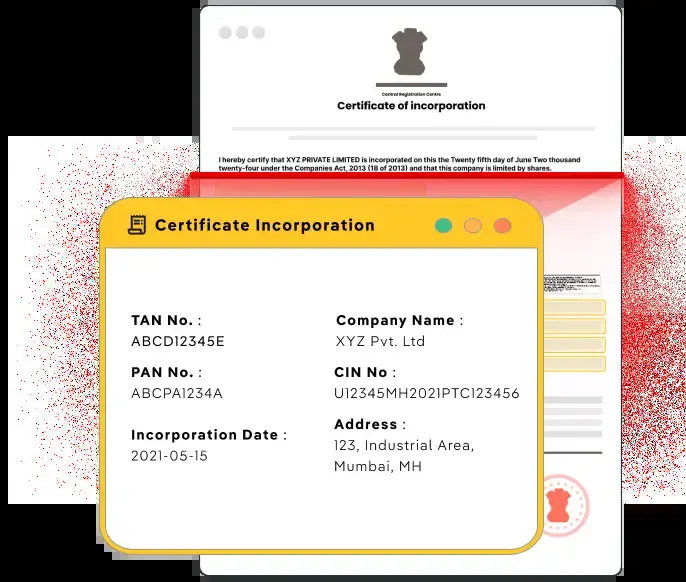 Central Registration Centre
Certificate of incorporation
I hereby certify that XYZ PRIVATE LIMITED is incorporated on this the Twenty fifth day of June Two thousand
twenty-four under the Companies Act, 2013 (18 of 2013) and that this company is limited by shares.
Certificate Incorporation
TAN No. :
ABCD12345E
Company Name :
XYZ Pvt. Ltd
PAN No. :
ABCPA1234A
CIN No :
U12345MH2021PTC123456
Incorporation Date :
2021-05-15
Address :
123, Industrial Area,
Mumbai, MH